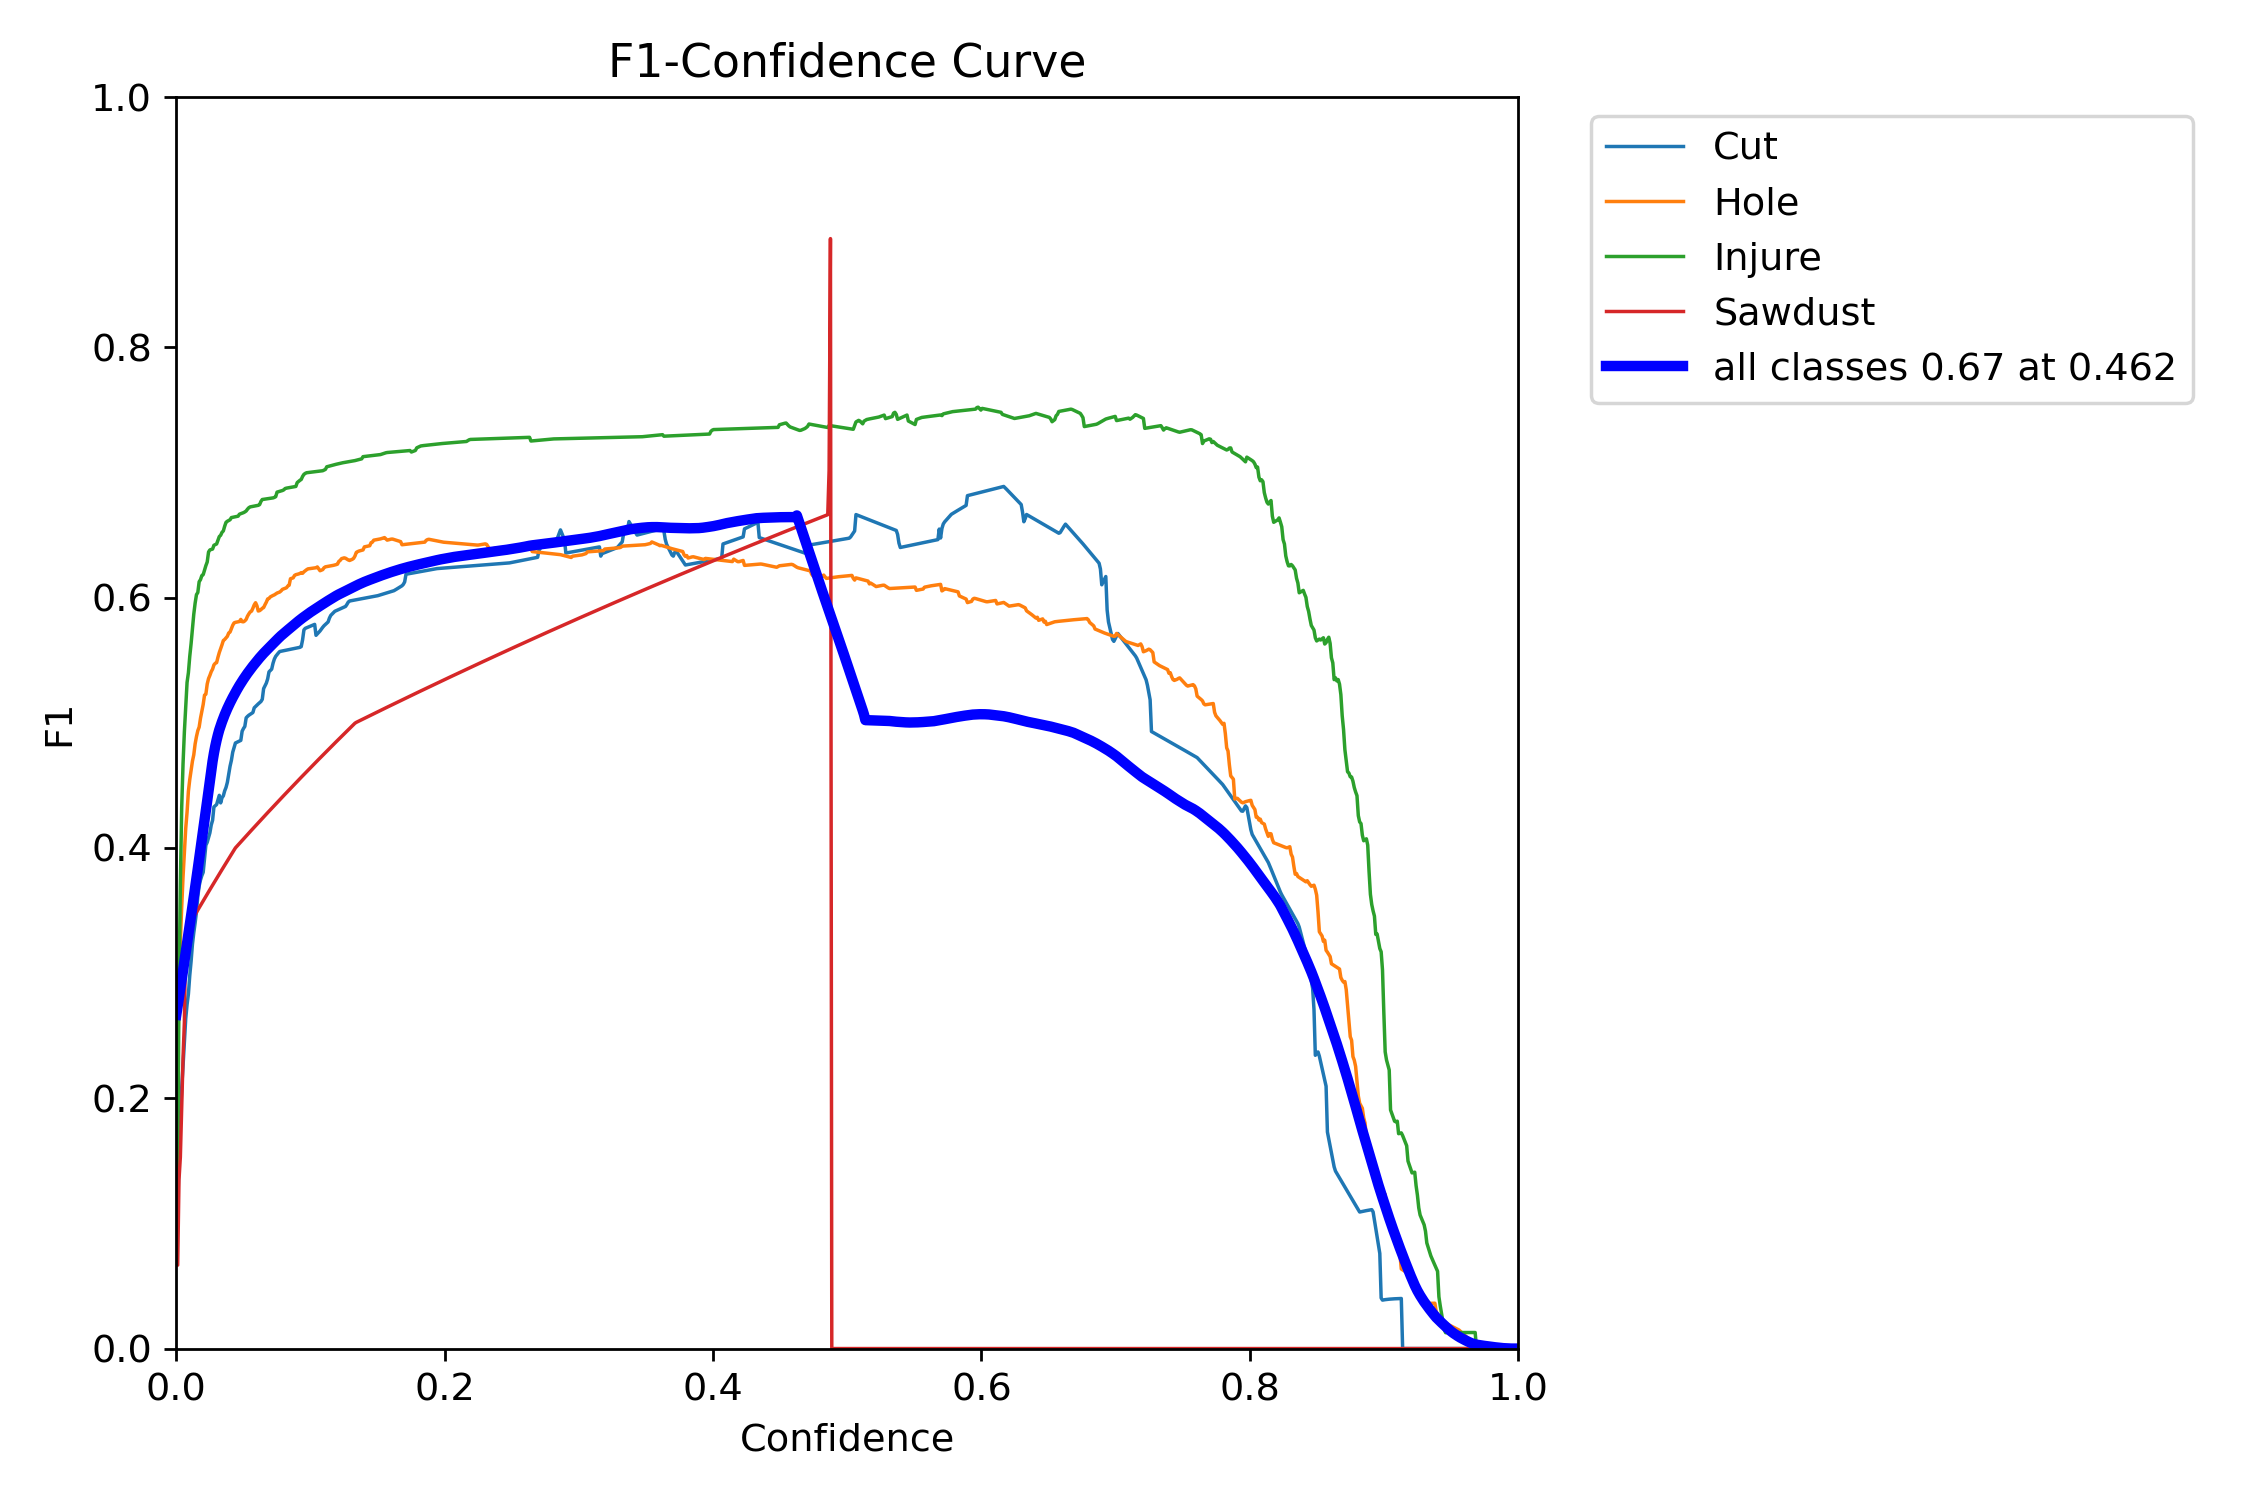 F1-Confidence Curve
1.0
0.8
0.6
0.4
0.2
0.0
F1
0.0 0.2 0.4 0.6 0.8 1.0
Confidence
Cut
Hole
Injure
Sawdust
all classes 0.67 at 0.462